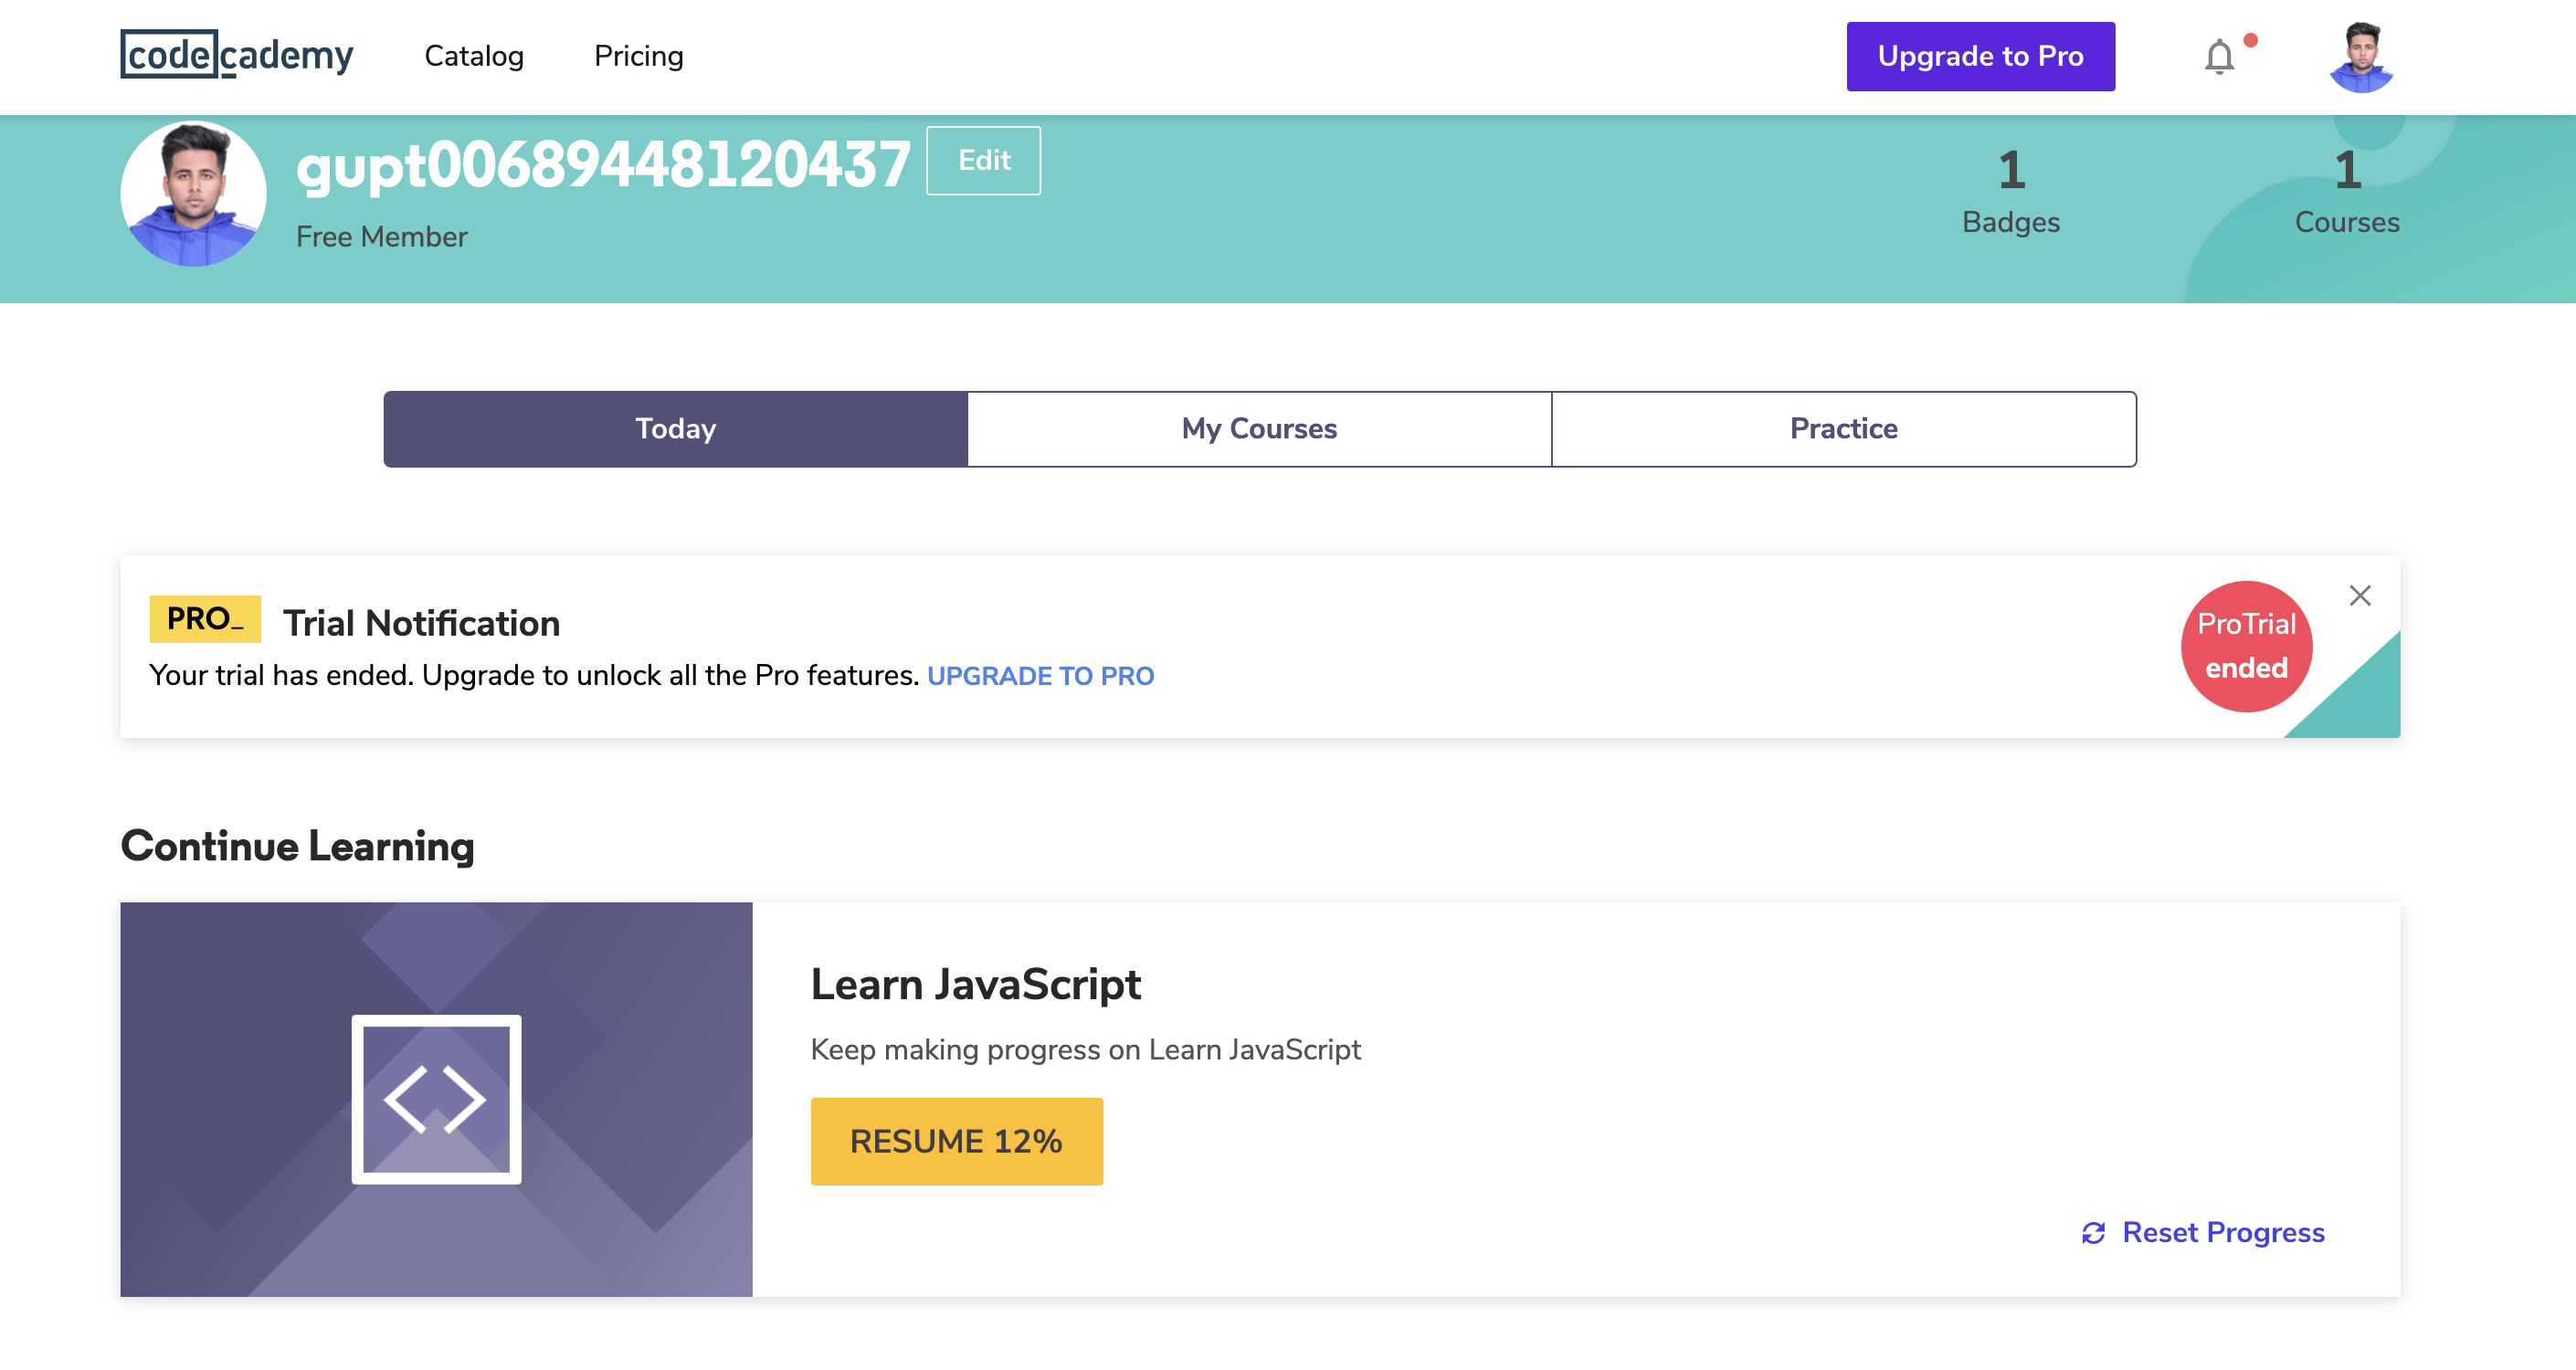 codecademy Catalog Pricing Upgrade to Pro
gupt00689448120437 Edit
Free Member
1 Badges
1 Courses
Today My Courses Practice
PRO_ Trial Notification
Your trial has ended. Upgrade to unlock all the Pro features. UPGRADE TO PRO
ProTrial
ended
Continue Learning
Learn JavaScript
Keep making progress on Learn JavaScript
RESUME 12%
Reset Progress